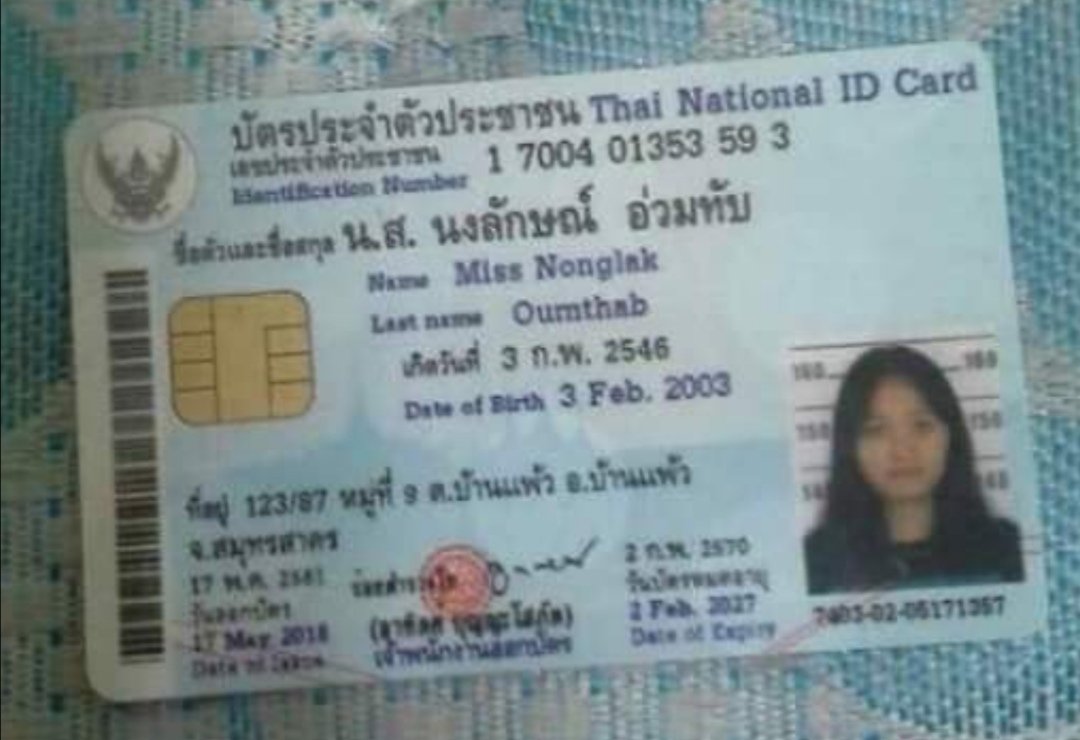 บัตรประจำตัวประชาชน Thai National ID Card
เลขประจำตัวประชาชน
Identification Number 1 7004 01353 59 3
ชื่อตัวและชื่อสกุล น.ส. นงลักษณ์ อ่วมทับ
Name Miss Nonglak
Last name Oumthab
เกิดวันที่ 3 ก.พ. 2546
Date of Birth 3 Feb. 2003
160 160
150 150
ที่อยู่ 123/87 หมู่ที่ 9 ต.บ้านแพ้ว อ.บ้านแพ้ว
จ.สมุทรสาคร
17 พ.ค. 2561
วันออกบัตร
17 May 2018
Date of Issue
เจ้าพนักงานออกบัตร
2 ก.พ. 2570
วันบัตรหมดอายุ
2 Feb. 2027
Date of Expiry
7403-02-05171357